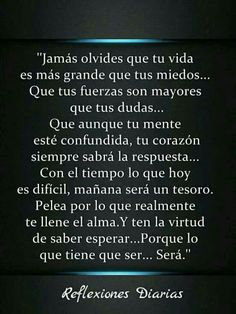 "Jamás olvides que tu vida
es más grande que tus miedos...
Que tus fuerzas son mayores
que tus dudas...
Que aunque tu mente
esté confundida, tu corazón
siempre sabrá la respuesta...
Con el tiempo lo que hoy
es difícil, mañana será un tesoro.
Pelea por lo que realmente
te llene el alma.Y ten la virtud
de saber esperar...Porque lo
que tiene que ser... Será."
Reflexiones Diarias